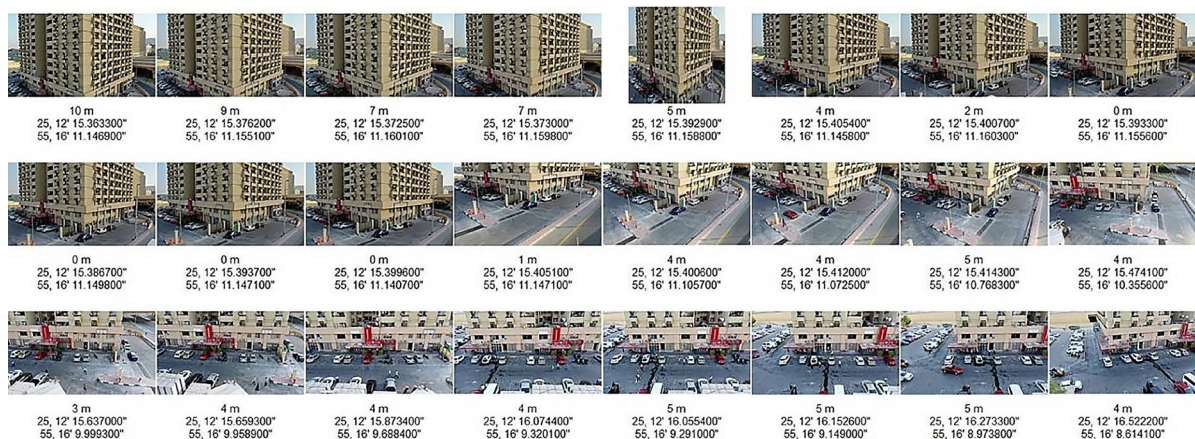 10 m 9 m 7 m 7 m 5 m 4 m 2 m 0 m
25, 12' 15.363300" 25, 12' 15.376200" 25, 12' 15.372500" 25, 12' 15.373000" 25, 12' 15.392900" 25, 12' 15.405400" 25, 12' 15.400700" 25, 12' 15.393300"
55, 16' 11.146900" 55, 16' 11.155100" 55, 16' 11.160100" 55, 16' 11.159800" 55, 16' 11.158800" 55, 16' 11.145800" 55, 16' 11.160300" 55, 16' 11.155600"
0 m 0 m 0 m 1 m 4 m 4 m 5 m 4 m
25, 12' 15.386700" 25, 12' 15.393700" 25, 12' 15.399600" 25, 12' 15.405100" 25, 12' 15.400600" 25, 12' 15.412000" 25, 12' 15.414300" 25, 12' 15.474100"
55, 16' 11.149800" 55, 16' 11.147100" 55, 16' 11.140700" 55, 16' 11.147100" 55, 16' 11.105700" 55, 16' 11.072500" 55, 16' 10.768300" 55, 16' 10.355600"
3 m 4 m 4 m 4 m 5 m 5 m 5 m 4 m
25, 12' 15.637000" 25, 12' 15.659300" 25, 12' 15.873400" 25, 12' 16.074400" 25, 12' 16.055400" 25, 12' 16.152600" 25, 12' 16.273300" 25, 12' 16.522200"
55, 16' 9.999300" 55, 16' 9.958900" 55, 16' 9.688400" 55, 16' 9.320100" 55, 16' 9.291000" 55, 16' 9.149000" 55, 16' 8.973800" 55, 16' 8.614100"